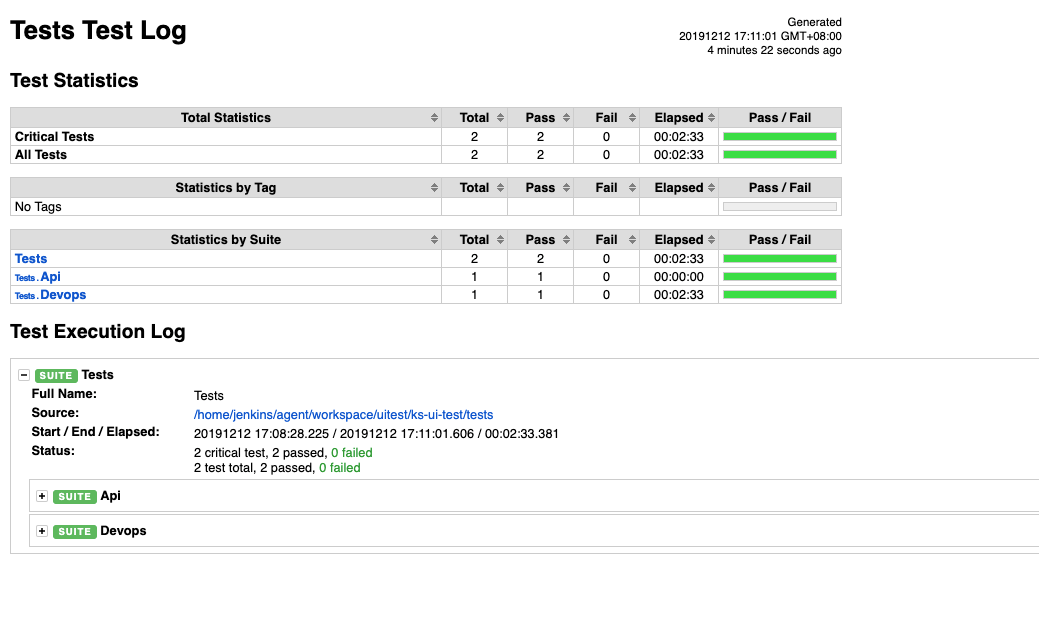 Tests Test Log
Generated
20191212 17:11:01 GMT+08:00
4 minutes 22 seconds ago
Test Statistics
Total Statistics Total Pass Fail Elapsed Pass / Fail
Critical Tests 2 2 0 00:02:33
All Tests 2 2 0 00:02:33
Statistics by Tag Total Pass Fail Elapsed Pass / Fail
No Tags
Statistics by Suite Total Pass Fail Elapsed Pass / Fail
Tests 2 2 0 00:02:33
Tests . Api 1 1 0 00:00:00
Tests . Devops 1 1 0 00:02:33
Test Execution Log
SUITE Tests
Full Name: Tests
Source: /home/jenkins/agent/workspace/uitest/ks-ui-test/tests
Start / End / Elapsed: 20191212 17:08:28.225 / 20191212 17:11:01.606 / 00:02:33.381
Status: 2 critical test, 2 passed, 0 failed
2 test total, 2 passed, 0 failed
SUITE Api
SUITE Devops